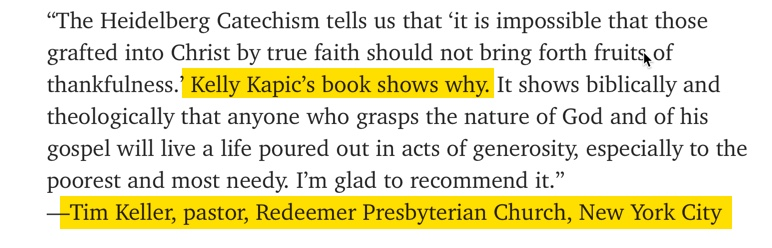 “The Heidelberg Catechism tells us that ‘it is impossible that those
grafted into Christ by true faith should not bring forth fruits of
thankfulness.’ Kelly Kapic’s book shows why. It shows biblically and
theologically that anyone who grasps the nature of God and of his
gospel will live a life poured out in acts of generosity, especially to the
poorest and most needy. I’m glad to recommend it.”
—Tim Keller, pastor, Redeemer Presbyterian Church, New York City